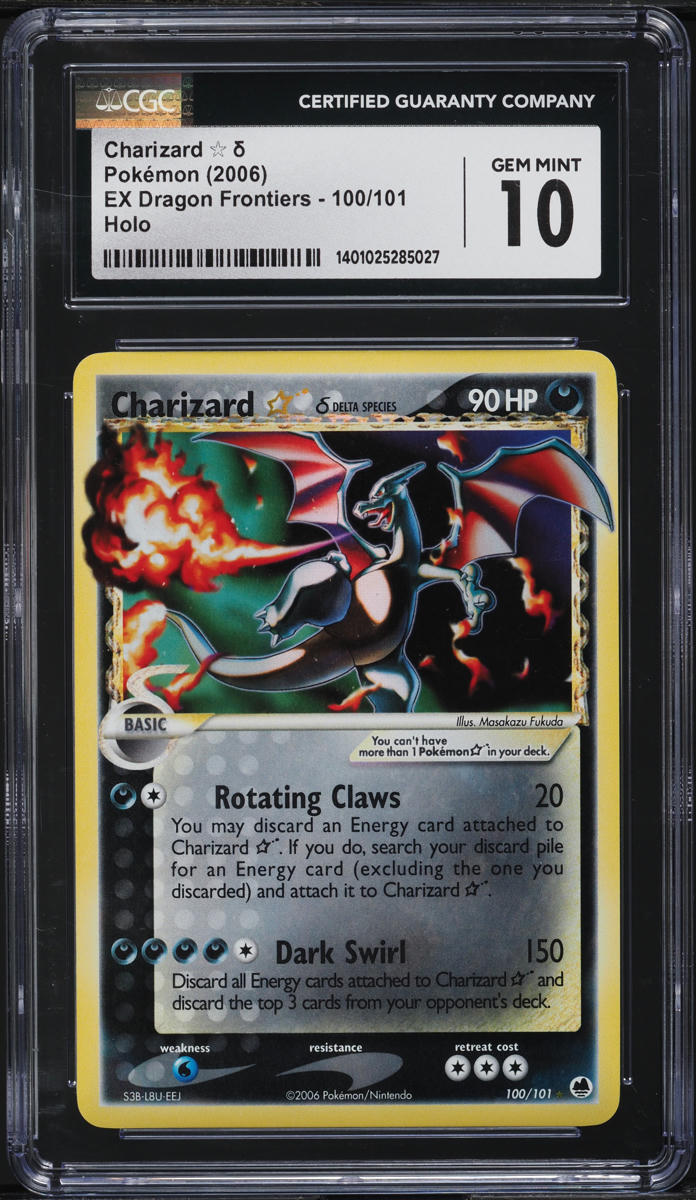 CGC
CERTIFIED GUARANTY COMPANY
Charizard ☆ δ
Pokémon (2006)
EX Dragon Frontiers - 100/101
Holo
1401025285027
GEM MINT
10
Charizard ☆ δ DELTA SPECIES 90 HP
δ
BASIC
Illus. Masakazu Fukuda
You can't have
more than 1 Pokémon ☆ in your deck.
Rotating Claws 20
You may discard an Energy card attached to
Charizard ☆. If you do, search your discard pile
for an Energy card (excluding the one you
discarded) and attach it to Charizard ☆.
Dark Swirl 150
Discard all Energy cards attached to Charizard ☆ and
discard the top 3 cards from your opponent's deck.
weakness resistance retreat cost
S3B-L8U-EEJ ©2006 Pokémon/Nintendo 100/101 ★